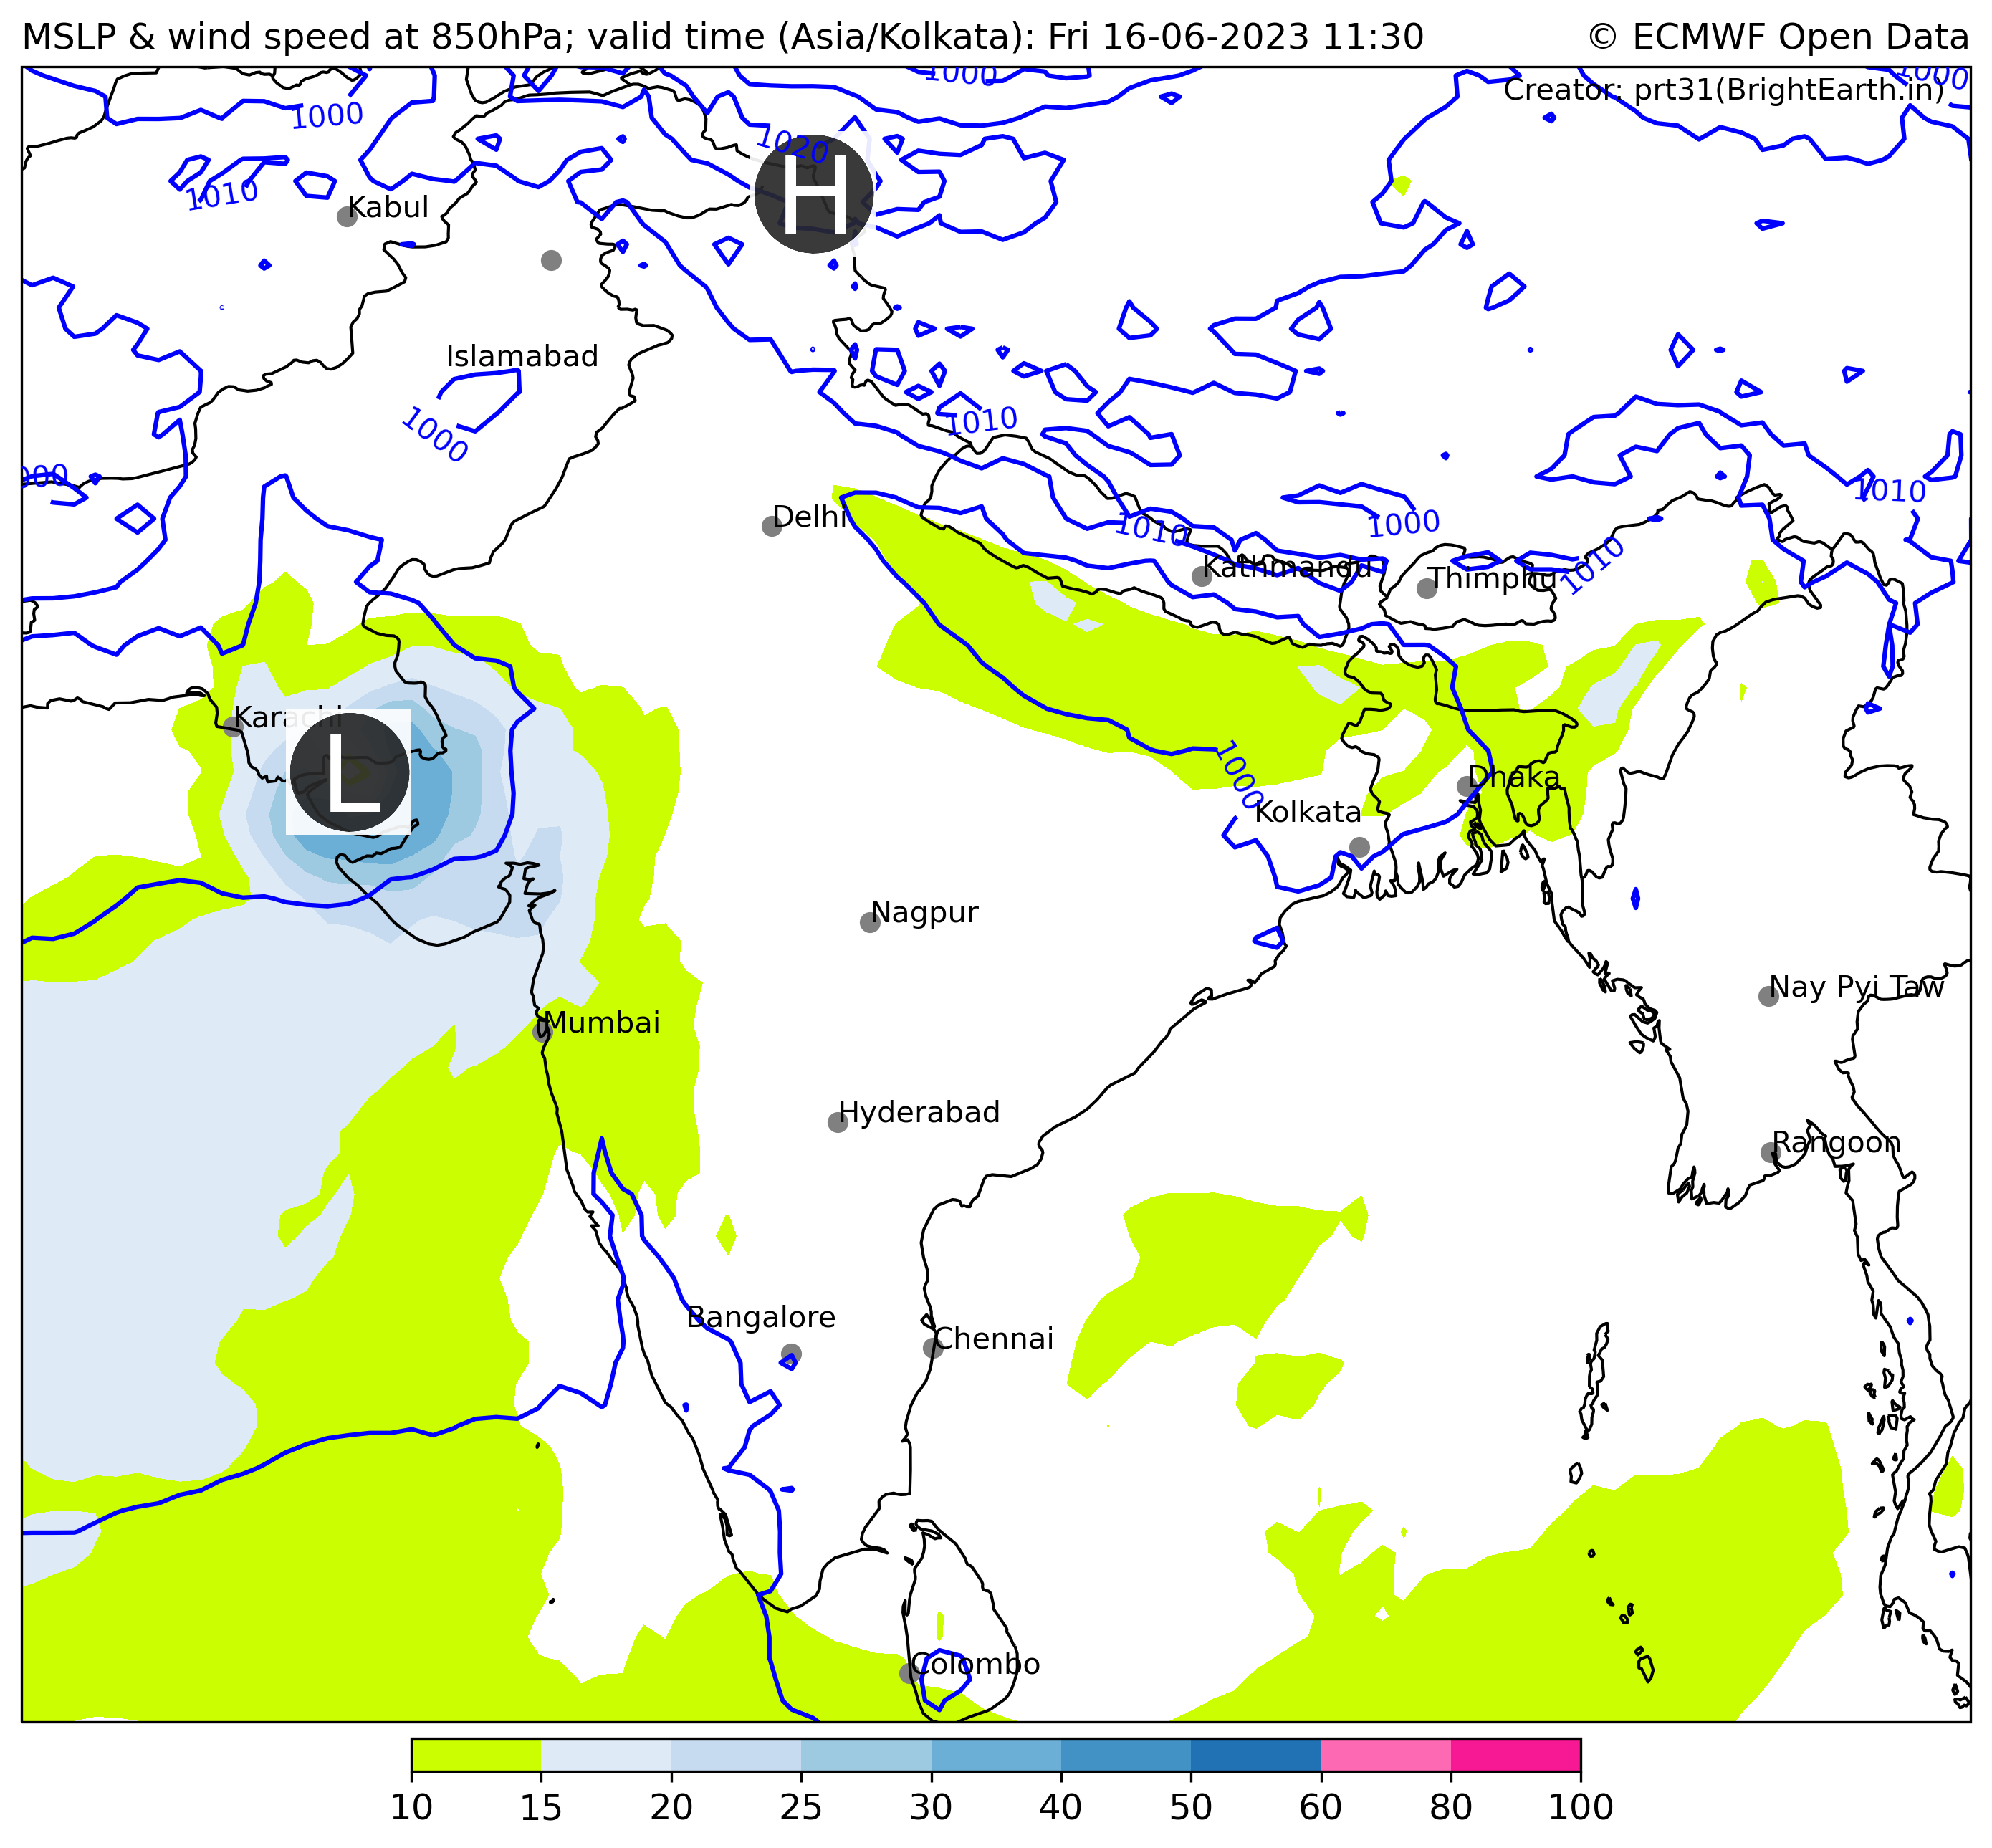 MSLP & wind speed at 850hPa; valid time (Asia/Kolkata): Fri 16-06-2023 11:30
© ECMWF Open Data
1000
1000
Creator: prt31(BrightEarth.in)
1000
1020
H
1010
Kabul
Islamabad
1000
1010
1010
Delhi
1010
1000
Kathmandu
Thimphu
1010
Karachi
L
1000
Dhaka
Kolkata
Nagpur
Nay Pyi Taw
Mumbai
Hyderabad
Rangoon
Bangalore
Chennai
Colombo
10 15 20 25 30 40 50 60 80 100